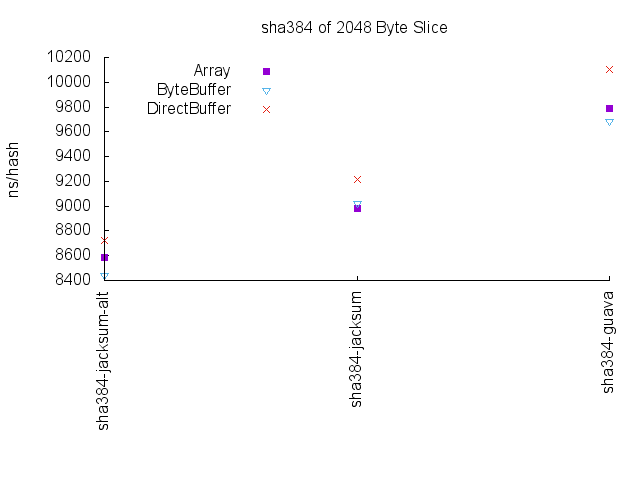 sha384 of 2048 Byte Slice
Array
ByteBuffer
DirectBuffer
ns/hash
10200
10000
9800
9600
9400
9200
9000
8800
8600
8400
sha384-jacksum-alt
sha384-jacksum
sha384-guava